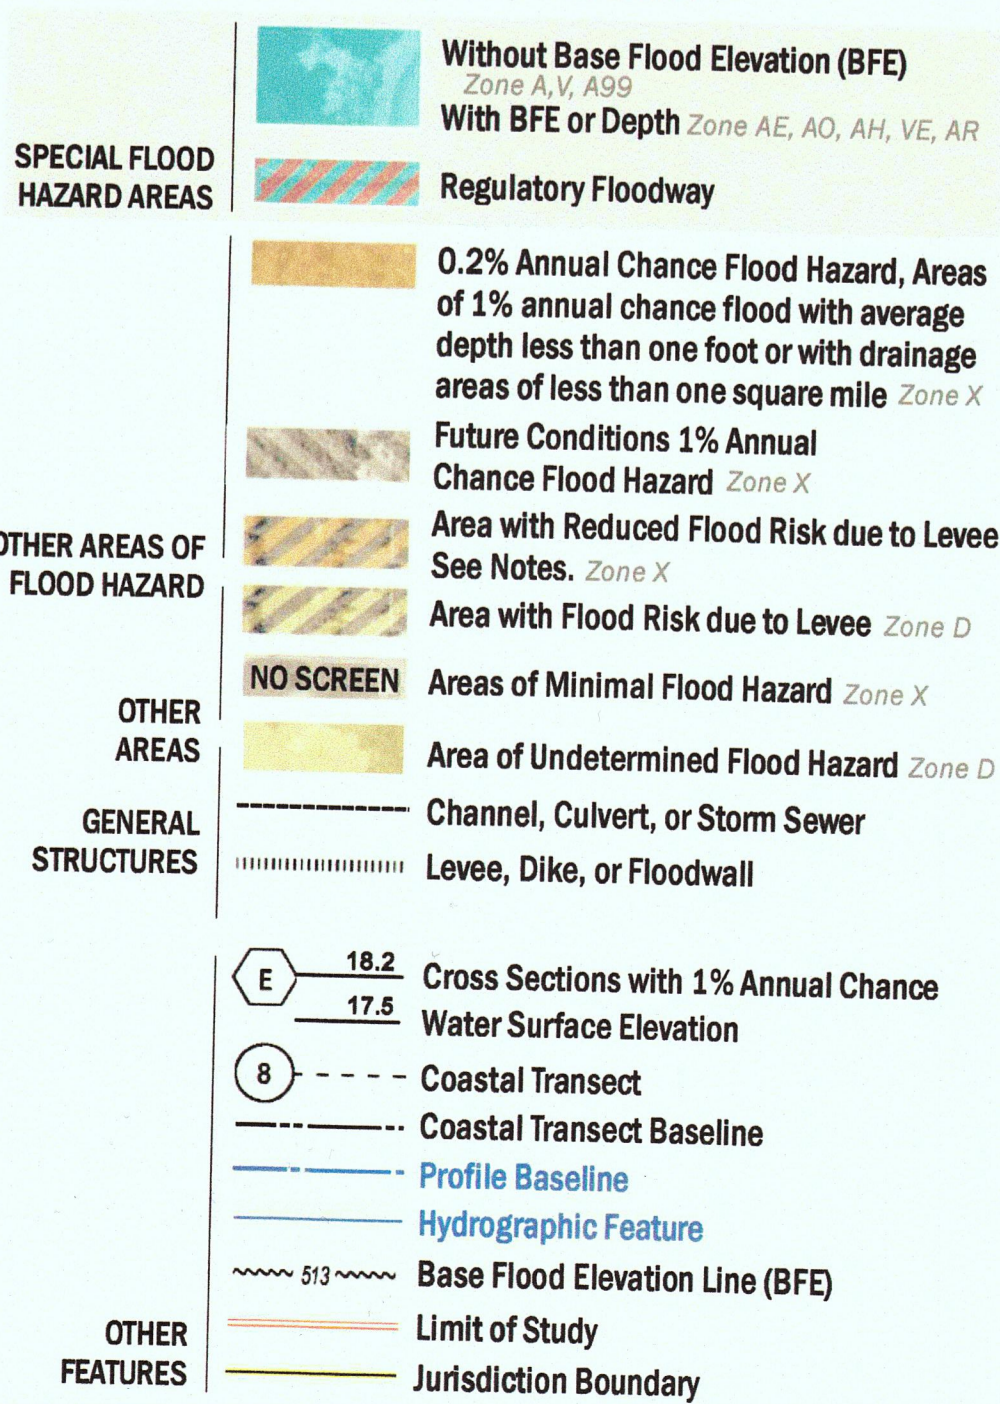 SPECIAL FLOOD
HAZARD AREAS
Without Base Flood Elevation (BFE)
Zone A,V, A99
With BFE or Depth Zone AE, AO, AH, VE, AR
Regulatory Floodway
OTHER AREAS OF
FLOOD HAZARD
0.2% Annual Chance Flood Hazard, Areas
of 1% annual chance flood with average
depth less than one foot or with drainage
areas of less than one square mile Zone X
Future Conditions 1% Annual
Chance Flood Hazard Zone X
Area with Reduced Flood Risk due to Levee
See Notes. Zone X
Area with Flood Risk due to Levee Zone D
OTHER
AREAS
NO SCREEN Areas of Minimal Flood Hazard Zone X
Area of Undetermined Flood Hazard Zone D
GENERAL
STRUCTURES
Channel, Culvert, or Storm Sewer
Levee, Dike, or Floodwall
OTHER
FEATURES
E 18.2 Cross Sections with 1% Annual Chance
17.5 Water Surface Elevation
8 Coastal Transect
Coastal Transect Baseline
Profile Baseline
Hydrographic Feature
513 Base Flood Elevation Line (BFE)
Limit of Study
Jurisdiction Boundary